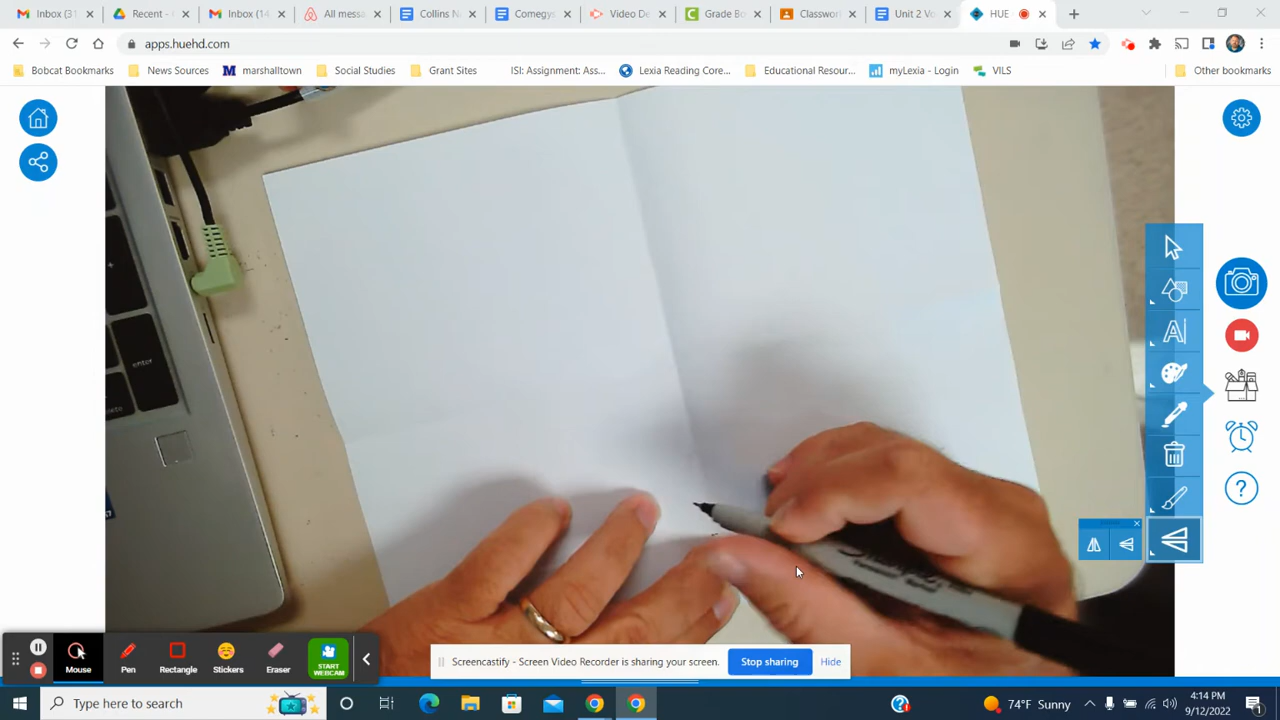 Inbox (31
Recent - 
Inbox (14
All messa
Collins Na
Comegys
Video De
Grade Bo
Classwor
Unit 2 Vo
HUE
apps.huehd.com
Bobcat Bookmarks
News Sources
marshalltown
Social Studies
Grant Sites
ISI: Assignment: Ass...
Lexia Reading Core...
Educational Resour...
myLexia - Login
VILS
Other bookmarks
enter
A
?
Mouse
Pen
Rectangle
Stickers
Eraser
START WEBCAM
Screencastify - Screen Video Recorder is sharing your screen.
Stop sharing
Hide
Type here to search
74°F Sunny
4:14 PM
9/12/2022
1